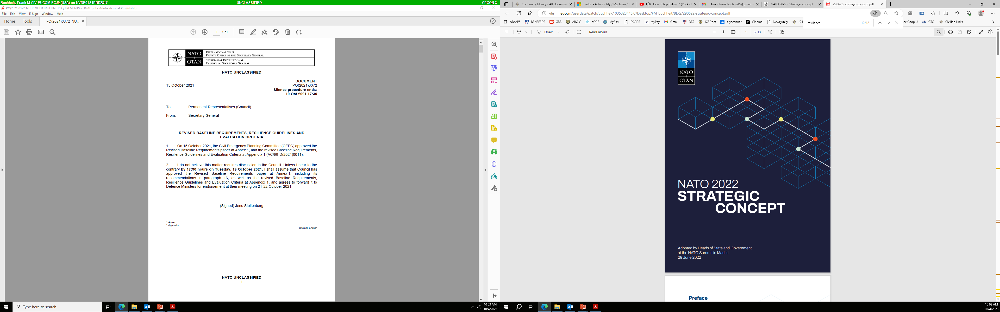 Buchheit, Frank M CIV EUCOM ECJ9 (USA) on NVDE01S1PRD2817
UNCLASSIFIED
CPCON 3
PO(2021)0372_NU_REVISED BASELINE REQUIREMENTS - FINAL.pdf - Adobe Acrobat Pro (64-bit)
File Edit View E-Sign Window Help
Home Tools PO(2021)0372_NU... ×
1 / 51
NATO
OTAN
INTERNATIONAL STAFF
PRIVATE OFFICE OF THE SECRETARY GENERAL
SECRÉTARIAT INTERNATIONAL
CABINET DU SECRÉTAIRE GÉNÉRAL
NATO UNCLASSIFIED
DOCUMENT
15 October 2021 PO(2021)0372
Silence procedure ends:
19 Oct 2021 17:30
To: Permanent Representatives (Council)
From: Secretary General
REVISED BASELINE REQUIREMENTS, RESILIENCE GUIDELINES AND
EVALUATION CRITERIA
1. On 15 October 2021, the Civil Emergency Planning Committee (CEPC) approved the
Revised Baseline Requirements paper at Annex 1, and the revised Baseline Requirements,
Resilience Guidelines and Evaluation Criteria at Appendix 1 (AC/98-D(2021)0011).
2. I do not believe this matter requires discussion in the Council. Unless I hear to the
contrary by 17:30 hours on Tuesday, 19 October 2021, I shall assume that Council has
approved the Revised Baseline Requirements paper at Annex 1, including its
recommendations in paragraph 16, as well as the revised Baseline Requirements,
Resilience Guidelines and Evaluation Criteria at Appendix 1, and agrees to forward it to
Defence Ministers for endorsement at their meeting on 21-22 October 2021.
(Signed) Jens Stoltenberg
1 Annex
1 Appendix
Original: English
NATO UNCLASSIFIED
-1-
Type here to search
10:03 AM
10/4/2023
Continuity Library - All Documen
Taskers Active - My / My Team /
Don't Stop Believin' (Rock o
Inbox - frank.buchheit5@gmail.c
NATO 2022 - Strategic concept
290622-strategic-concept.pdf
File eucom/userdata/patch/BuchheF.1035323445.C/Desktop/FM_Buchheit/BLRs/290622-strategic-concept.pdf
ATAAPS BENEFEDS GRB ABC-C eOPF MyBiz+ DCPDS myPay Gmail DTS JCSDoct skyscanner Cinema Newzjunky J9 L
ec Coop U GTC Civilian Links
resilience 12/12
Draw Read aloud
1 of 13
NATO
OTAN
NATO 2022
STRATEGIC
CONCEPT
Adopted by Heads of State and Government
at the NATO Summit in Madrid
29 June 2022
Preface
10:03 AM
10/4/2023